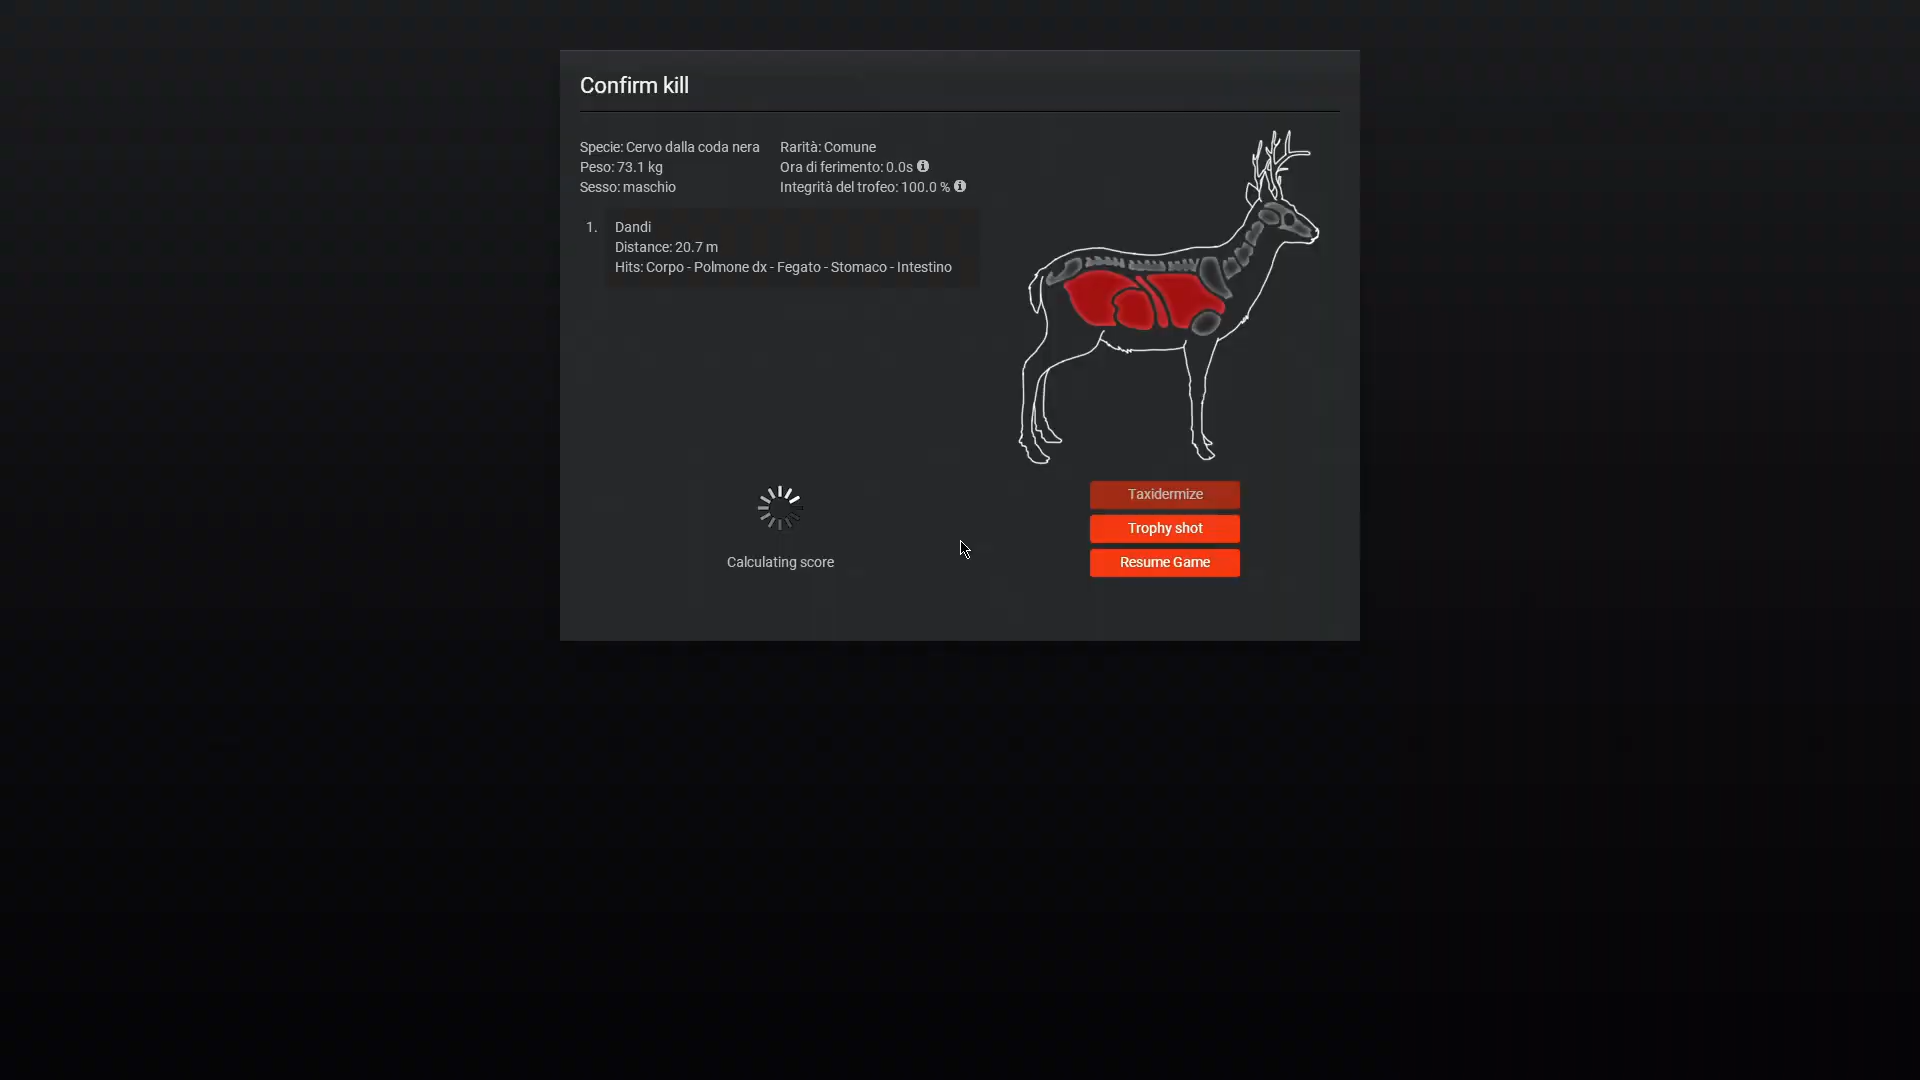 Confirm kill
Specie: Cervo dalla coda nera
Peso: 73.1 kg
Sesso: maschio
Rarità: Comune
Ora di ferimento: 0.0s
Integrità del trofeo: 100.0 %
1. Dandi
Distance: 20.7 m
Hits: Corpo - Polmone dx - Fegato - Stomaco - Intestino
Calculating score
Taxidermize
Trophy shot
Resume Game